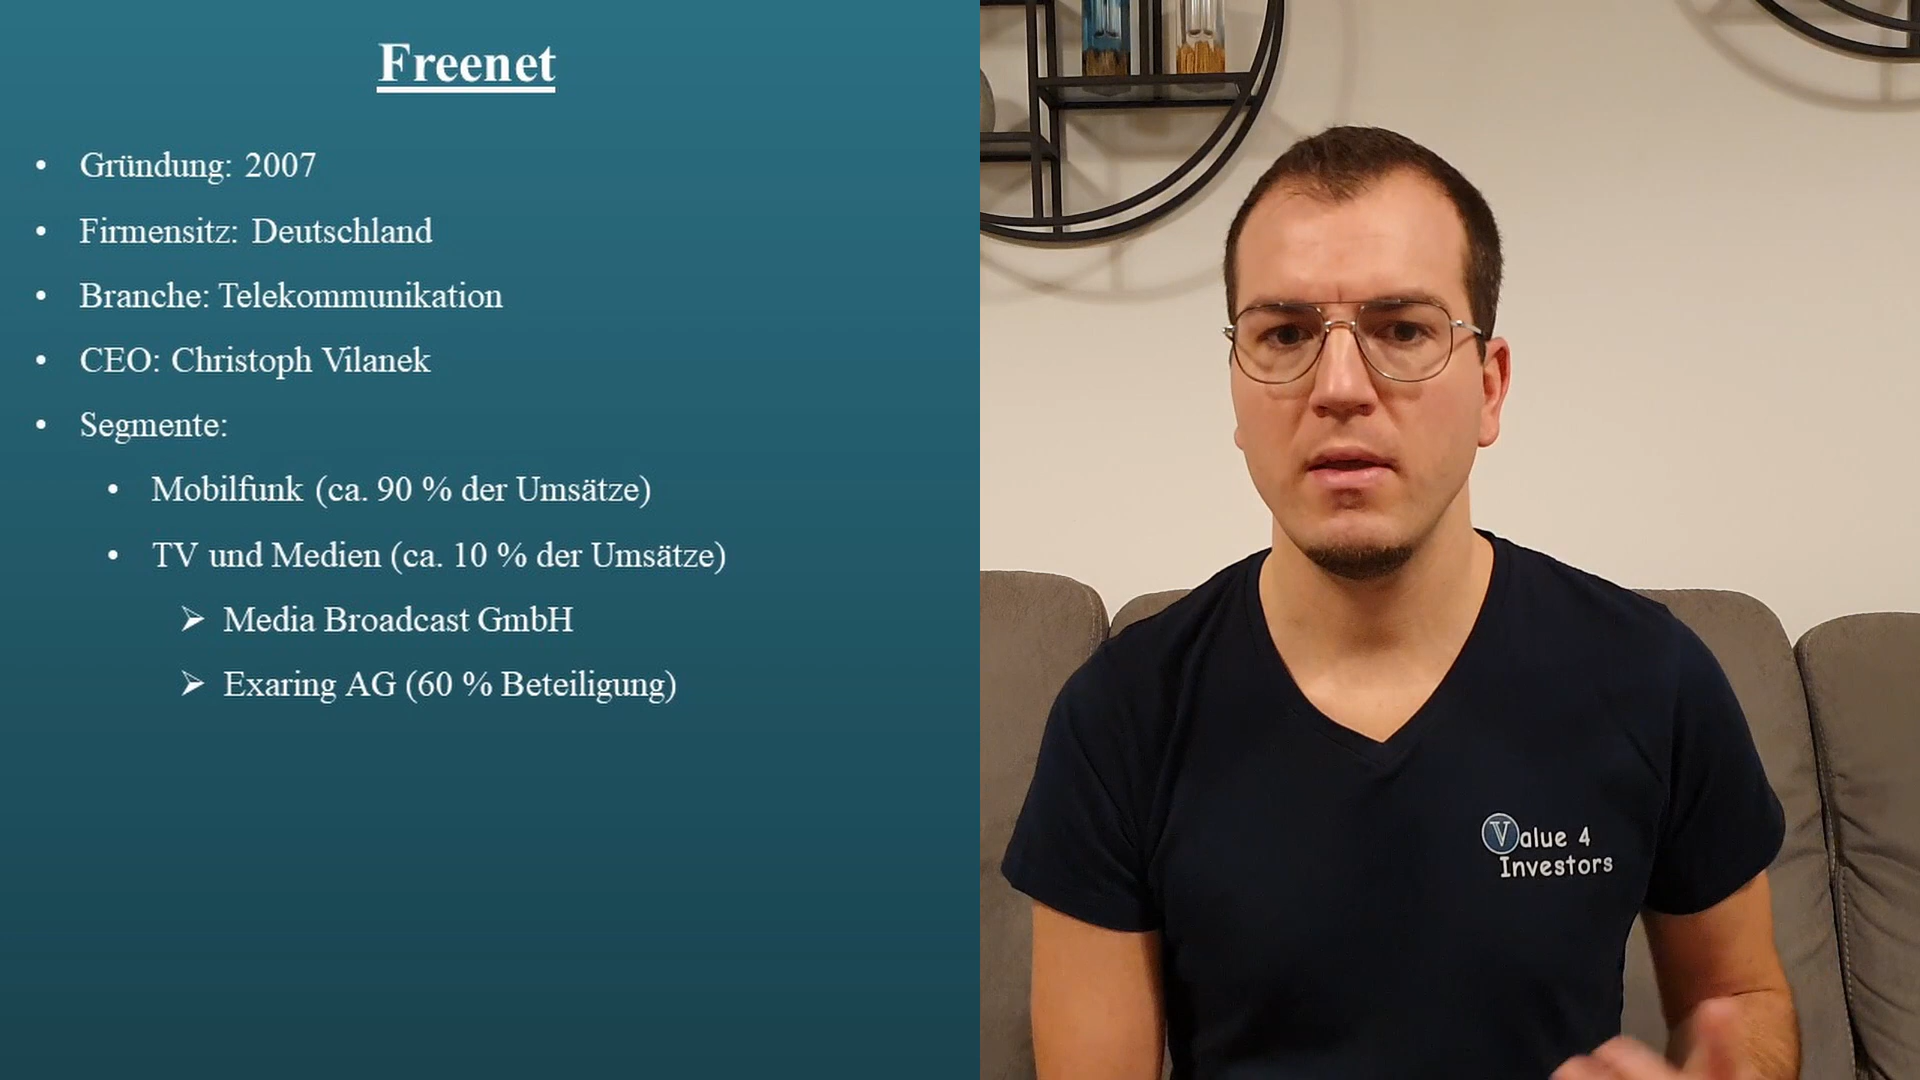 Freenet
• Gründung: 2007
• Firmensitz: Deutschland
• Branche: Telekommunikation
• CEO: Christoph Vilanek
• Segmente:
• Mobilfunk (ca. 90 % der Umsätze)
• TV und Medien (ca. 10 % der Umsätze)
➢ Media Broadcast GmbH
➢ Exaring AG (60 % Beteiligung)
Value 4
Investors